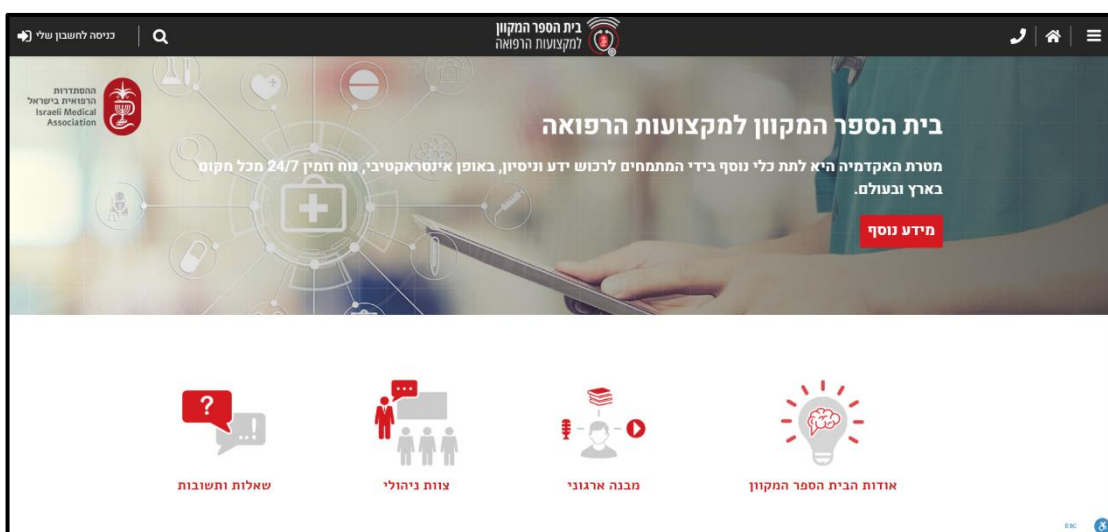 בית הספר המקוון
למקצועות הרפואה
כניסה לחשבון שלי
ההסתדרות
הרפואית בישראל
Israeli Medical
Association
בית הספר המקוון למקצועות הרפואה
מטרת האקדמיה היא לתת כלי נוסף בידי המתמחים לרכוש ידע וניסיון, באופן אינטראקטיבי, נוח וזמין 24/7 מכל מקום
בארץ ובעולם.
מידע נוסף
אודות הבית הספר המקוון
מבנה ארגוני
צוות ניהולי
שאלות ותשובות
ESC